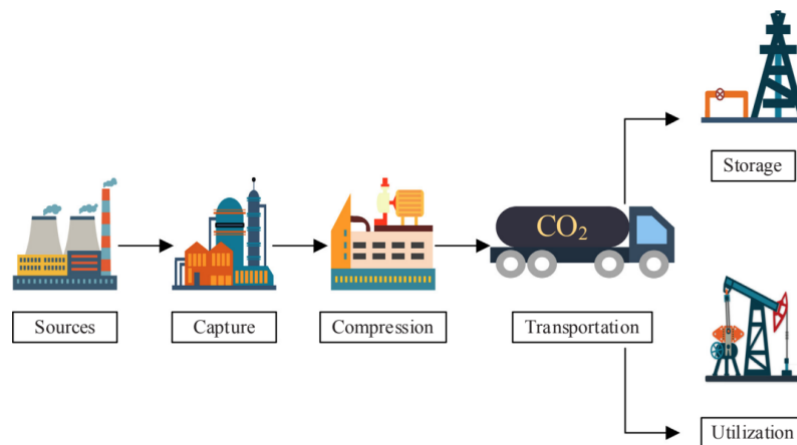 Sources
Capture
Compression
CO₂
Transportation
Storage
Utilization